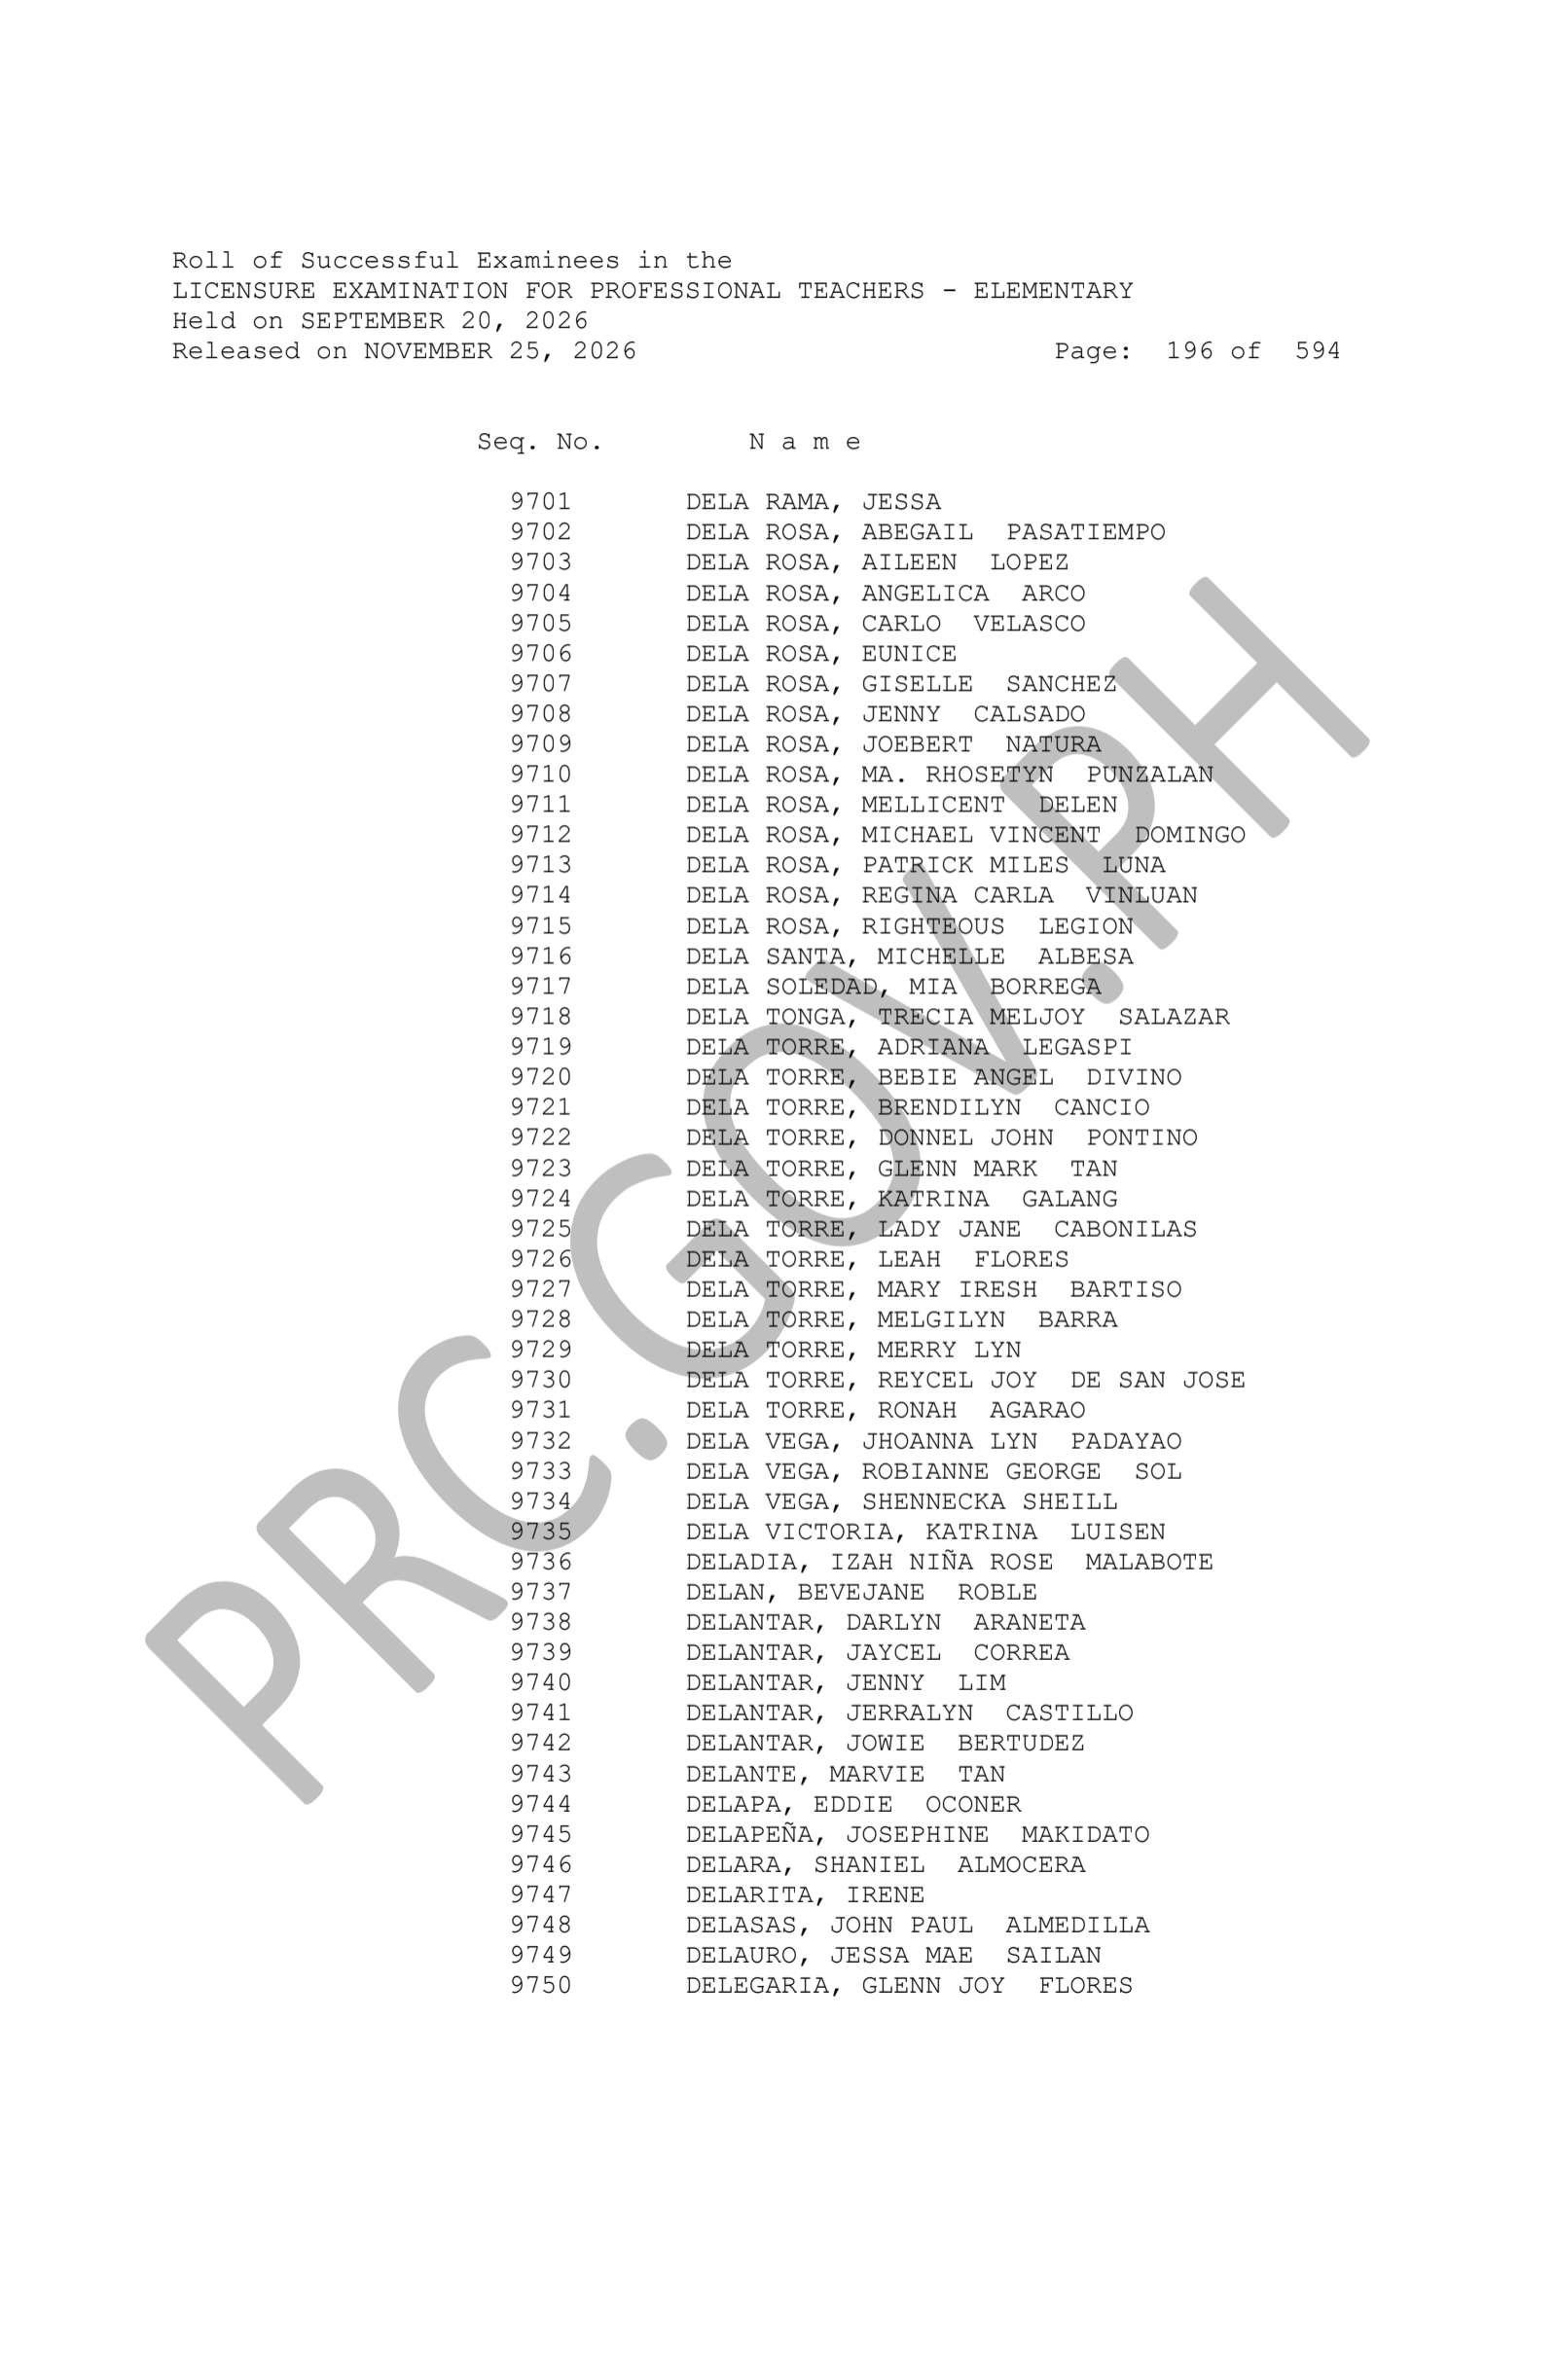 Roll of Successful Examinees in the
LICENSURE EXAMINATION FOR PROFESSIONAL TEACHERS - ELEMENTARY
Held on SEPTEMBER 20, 2026
Released on NOVEMBER 25, 2026 Page: 196 of 594
Seq. No. N a m e
9701 DELA RAMA, JESSA
9702 DELA ROSA, ABEGAIL PASATIEMPO
9703 DELA ROSA, AILEEN LOPEZ
9704 DELA ROSA, ANGELICA ARCO
9705 DELA ROSA, CARLO VELASCO
9706 DELA ROSA, EUNICE
9707 DELA ROSA, GISELLE SANCHEZ
9708 DELA ROSA, JENNY CALSADO
9709 DELA ROSA, JOEBERT NATURA
9710 DELA ROSA, MA. RHOSETYN PUNZALAN
9711 DELA ROSA, MELLICENT DELEN
9712 DELA ROSA, MICHAEL VINCENT DOMINGO
9713 DELA ROSA, PATRICK MILES LUNA
9714 DELA ROSA, REGINA CARLA VINLUAN
9715 DELA ROSA, RIGHTEOUS LEGION
9716 DELA SANTA, MICHELLE ALBESA
9717 DELA SOLEDAD, MIA BORREGA
9718 DELA TONGA, TRECIA MELJOY SALAZAR
9719 DELA TORRE, ADRIANA LEGASPI
9720 DELA TORRE, BEBIE ANGEL DIVINO
9721 DELA TORRE, BRENDILYN CANCIO
9722 DELA TORRE, DONNEL JOHN PONTINO
9723 DELA TORRE, GLENN MARK TAN
9724 DELA TORRE, KATRINA GALANG
9725 DELA TORRE, LADY JANE CABONILAS
9726 DELA TORRE, LEAH FLORES
9727 DELA TORRE, MARY IRESH BARTISO
9728 DELA TORRE, MELGILYN BARRA
9729 DELA TORRE, MERRY LYN
9730 DELA TORRE, REYCEL JOY DE SAN JOSE
9731 DELA TORRE, RONAH AGARAO
9732 DELA VEGA, JHOANNA LYN PADAYAO
9733 DELA VEGA, ROBIANNE GEORGE SOL
9734 DELA VEGA, SHENNECKA SHEILL
9735 DELA VICTORIA, KATRINA LUISEN
9736 DELADIA, IZAH NIÑA ROSE MALABOTE
9737 DELAN, BEVEJANE ROBLE
9738 DELANTAR, DARLYN ARANETA
9739 DELANTAR, JAYCEL CORREA
9740 DELANTAR, JENNY LIM
9741 DELANTAR, JERRALYN CASTILLO
9742 DELANTAR, JOWIE BERTUDEZ
9743 DELANTE, MARVIE TAN
9744 DELAPA, EDDIE OCONER
9745 DELAPEÑA, JOSEPHINE MAKIDATO
9746 DELARA, SHANIEL ALMOCERA
9747 DELARITA, IRENE
9748 DELASAS, JOHN PAUL ALMEDILLA
9749 DELAURO, JESSA MAE SAILAN
9750 DELEGARIA, GLENN JOY FLORES
PRC.GOV.PH